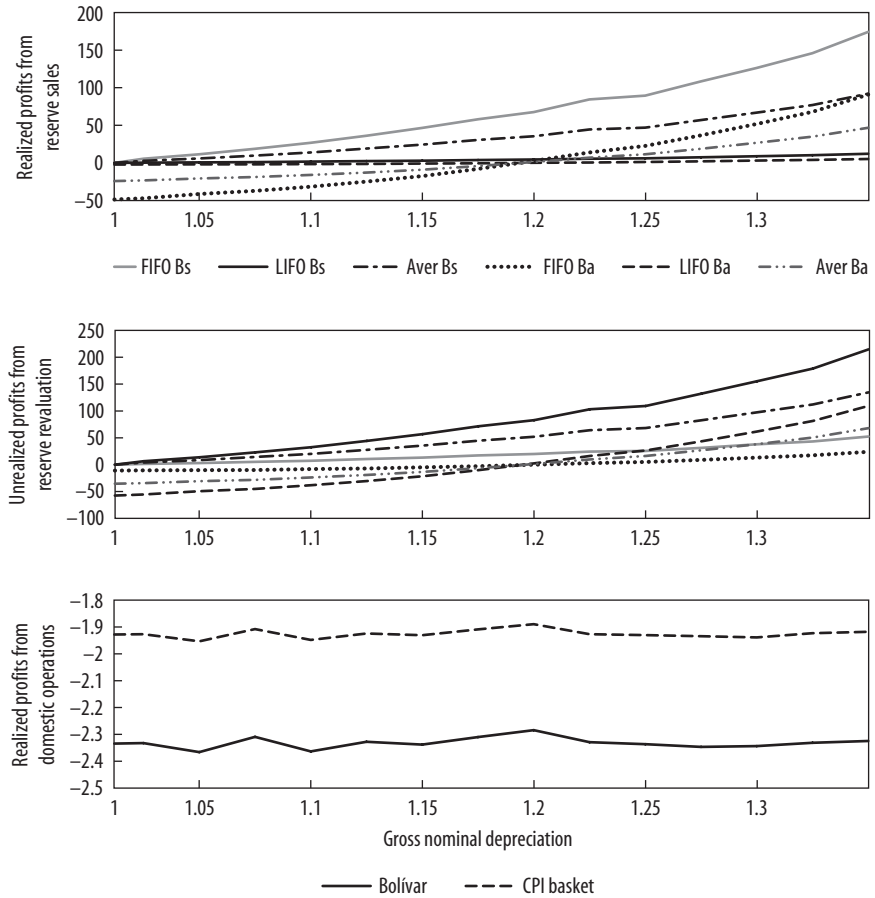 Realized profits from
reserve sales
200
150
100
50
0
−50
1 1.05 1.1 1.15 1.2 1.25 1.3
FIFO Bs LIFO Bs Aver Bs FIFO Ba LIFO Ba Aver Ba
Unrealized profits from
reserve revaluation
250
200
150
100
50
0
−50
−100
1 1.05 1.1 1.15 1.2 1.25 1.3
Realized profits from
domestic operations
−1.8
−1.9
−2
−2.1
−2.2
−2.3
−2.4
−2.5
1 1.05 1.1 1.15 1.2 1.25 1.3
Gross nominal depreciation
Bolívar CPI basket